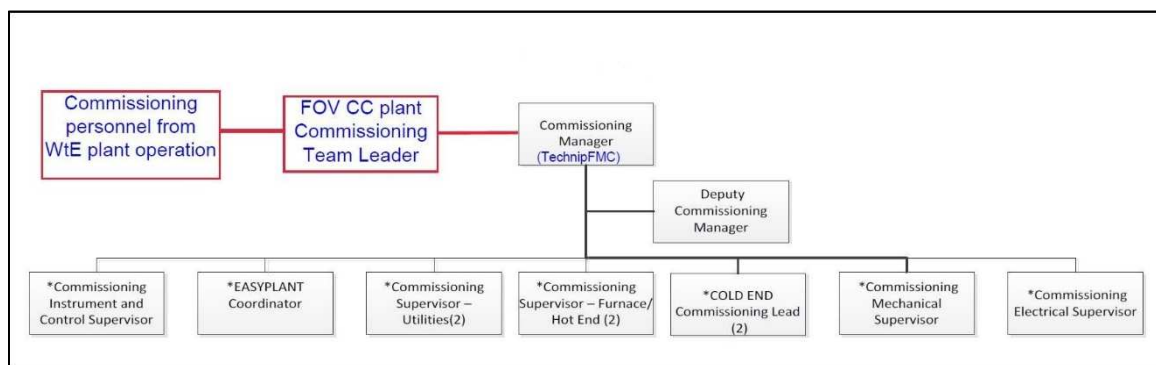 Commissioning
personnel from
WtE plant operation
FOV CC plant
Commissioning
Team Leader
Commissioning
Manager
(TechnipFMC)
Deputy
Commissioning
Manager
*Commissioning
Instrument and
Control Supervisor
*EASYPLANT
Coordinator
*Commissioning
Supervisor –
Utilities(2)
*Commissioning
Supervisor – Furnace/
Hot End (2)
*COLD END
Commissioning Lead
(2)
*Commissioning
Mechanical
Supervisor
*Commissioning
Electrical Supervisor